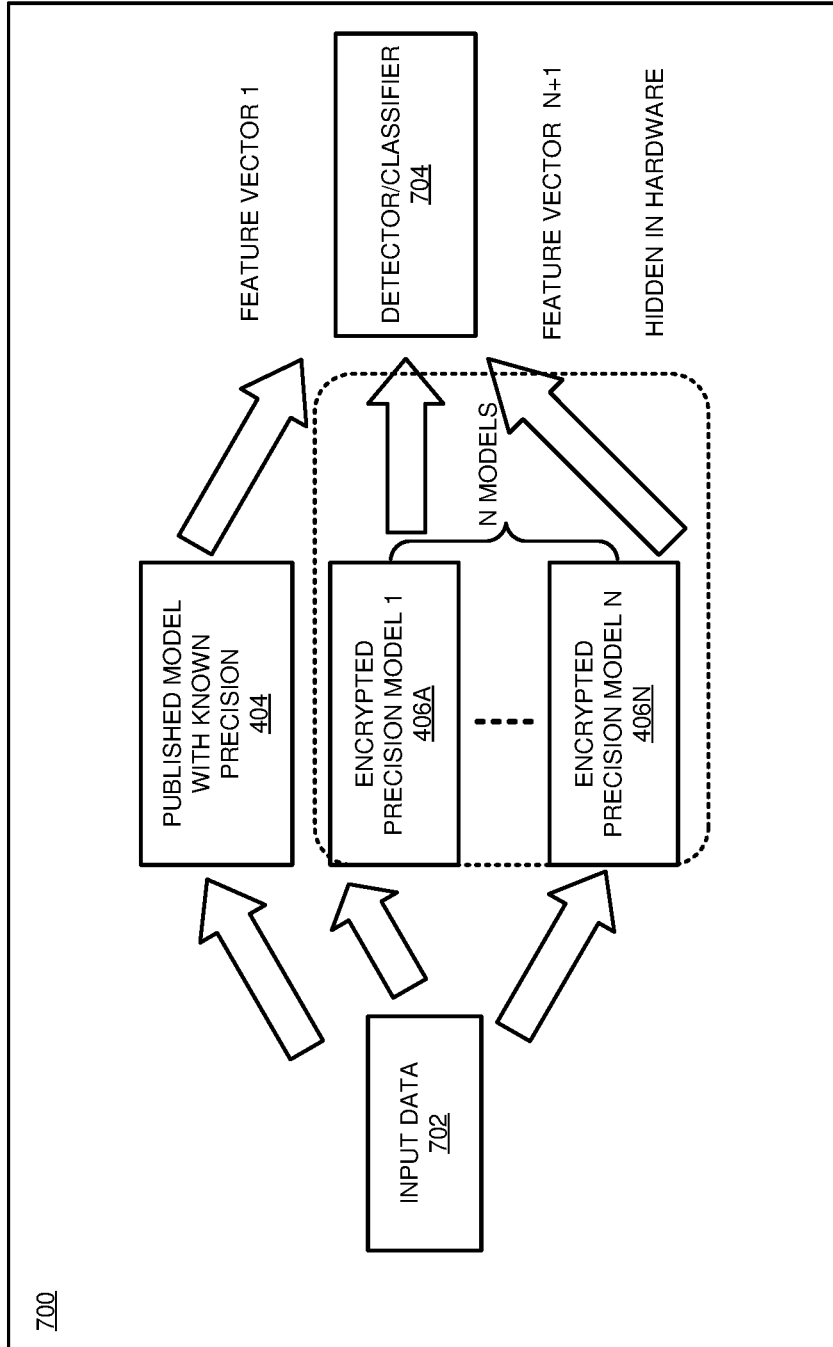 700
INPUT DATA
702
PUBLISHED MODEL
WITH KNOWN
PRECISION
404
ENCRYPTED
PRECISION MODEL 1
406A
ENCRYPTED
PRECISION MODEL N
406N
N MODELS
FEATURE VECTOR 1
DETECTOR/CLASSIFIER
704
FEATURE VECTOR N+1
HIDDEN IN HARDWARE